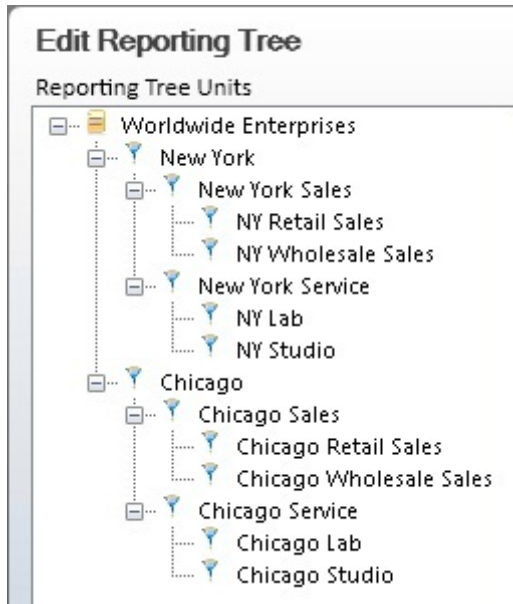 Edit Reporting Tree
Reporting Tree Units
Worldwide Enterprises
New York
New York Sales
NY Retail Sales
NY Wholesale Sales
New York Service
NY Lab
NY Studio
Chicago
Chicago Sales
Chicago Retail Sales
Chicago Wholesale Sales
Chicago Service
Chicago Lab
Chicago Studio